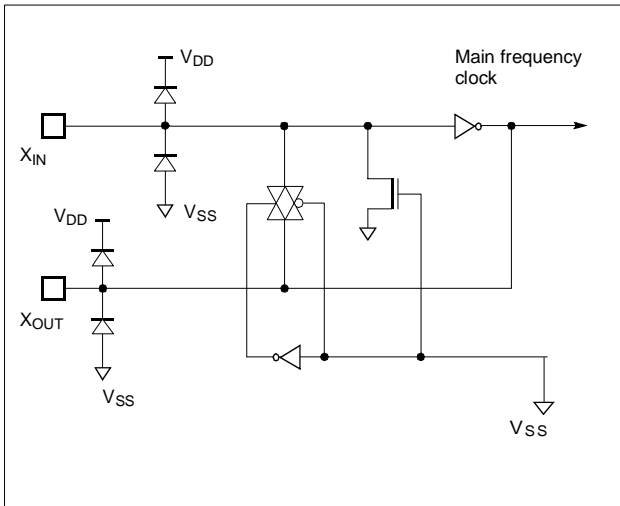 VDD
Main frequency
clock
XIN
VSS
VDD
XOUT
VSS
VSS